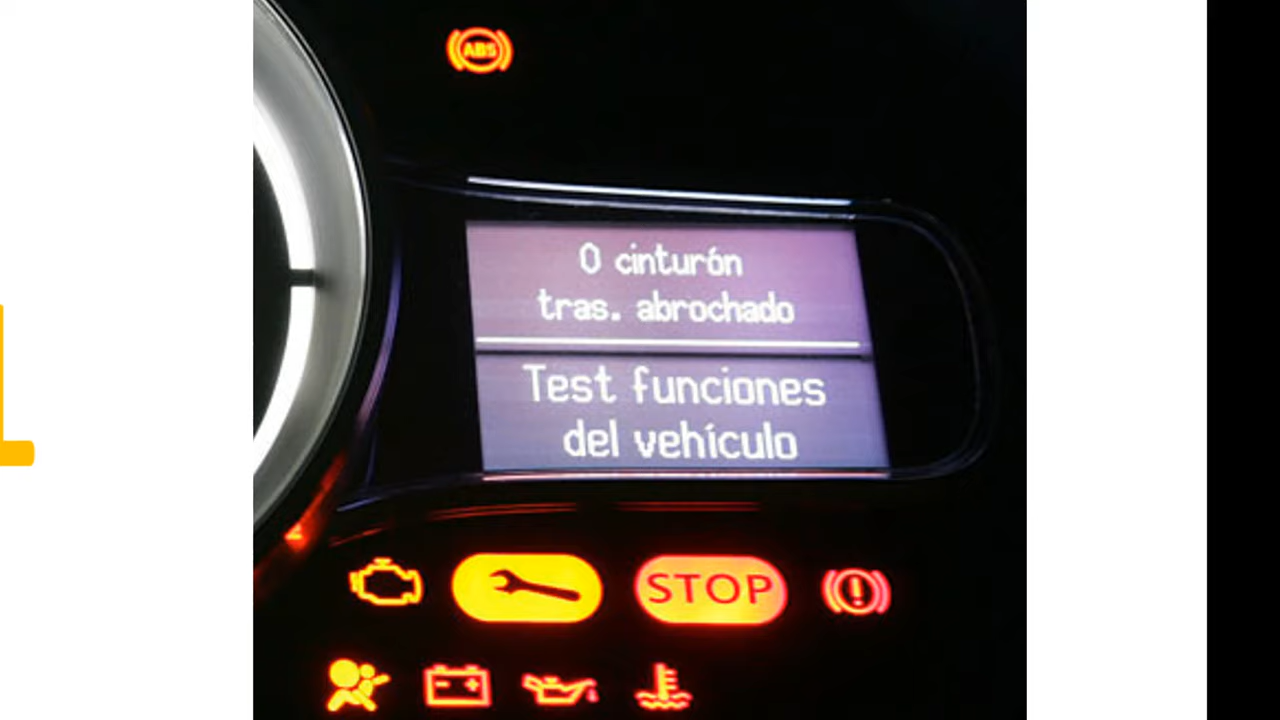 ABS
0 cinturón
tras. abrochado
Test funciones
del vehículo
STOP